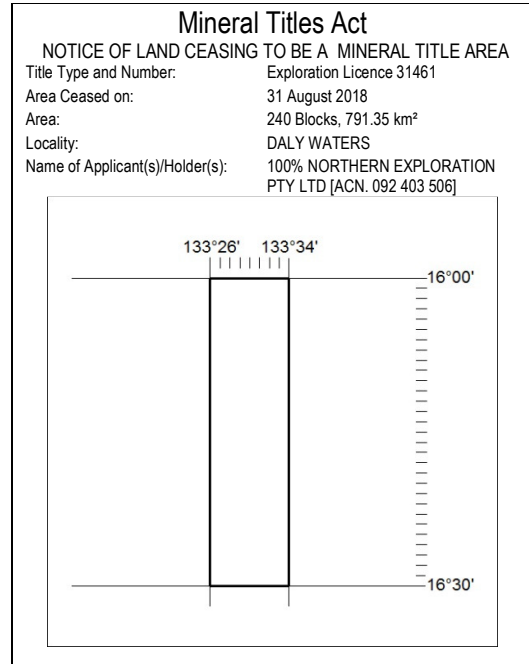 Mineral Titles Act
NOTICE OF LAND CEASING TO BE A MINERAL TITLE AREA
Title Type and Number: Exploration Licence 31461
Area Ceased on: 31 August 2018
Area: 240 Blocks, 791.35 km²
Locality: DALY WATERS
Name of Applicant(s)/Holder(s): 100% NORTHERN EXPLORATION
PTY LTD [ACN. 092 403 506]
133°26' 133°34'
16°00'
16°30'